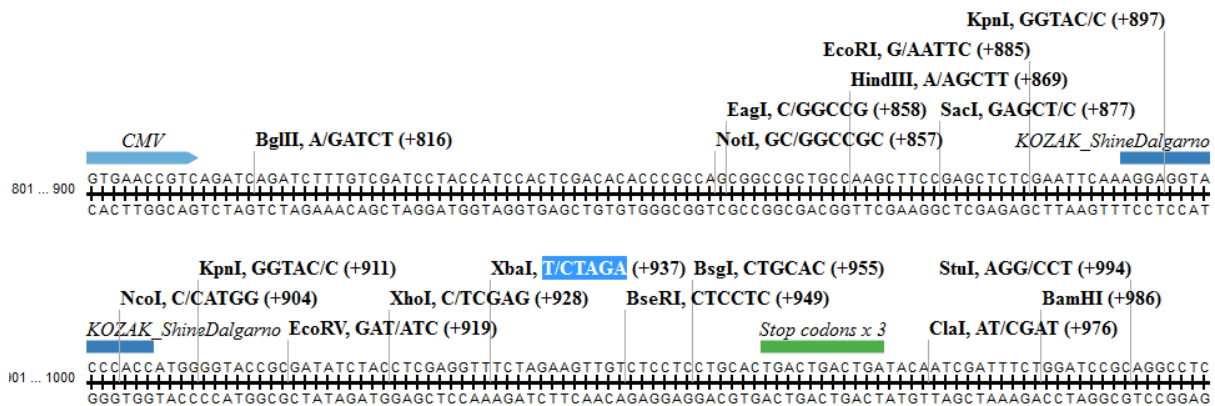 KpnI, GGTAC/C (+897)
EcoRI, G/AATTC (+885)
HindIII, A/AGCTT (+869)
EagI, C/GGCCG (+858) SacI, GAGCT/C (+877)
CMV BglII, A/GATCT (+816) NotI, GC/GGCCGC (+857) KOZAK_ShineDalgarno
GTGAACCGTCAGATCAGATCTTTGTCGATCCTACCATCCACTCGACACACCCGCCAGCGGCCGCTGCCAAGCTTCCGAGCTCTCGAATTCAAAGGAGGTA
801 ... 900
CACTTGGCAGTCTAGTCTAGAAACAGCTAGGATGGTAGGTGAGCTGTGTGGGCGGTCGCCGGCGACGGTTCGAAGGCTCGAGAGCTTAAGTTTCCTCCAT
KpnI, GGTAC/C (+911) XbaI, T/CTAGA (+937) BsgI, CTGCAC (+955) StuI, AGG/CCT (+994)
NcoI, C/CATGG (+904) XhoI, C/TCGAG (+928) BseRI, CTCCTC (+949) BamHI (+986)
KOZAK_ShineDalgarno EcoRV, GAT/ATC (+919) Stop codons x 3 ClaI, AT/CGAT (+976)
CCCACCATGGGGTACCGCGATATCTACCTCGAGGTTTCTAGAAGTTGTCTCCTCCTGCACTGACTGACTGATACAATCGATTTCTGGATCCGCAGGCCTC
01 ... 1000
GGGTGGTACCCCATGGCGCTATAGATGGAGCTCCAAAGATCTTCAACAGAGGAGGACGTGACTGACTGACTATGTTAGCTAAAGACCTAGGCGTCCGGAG